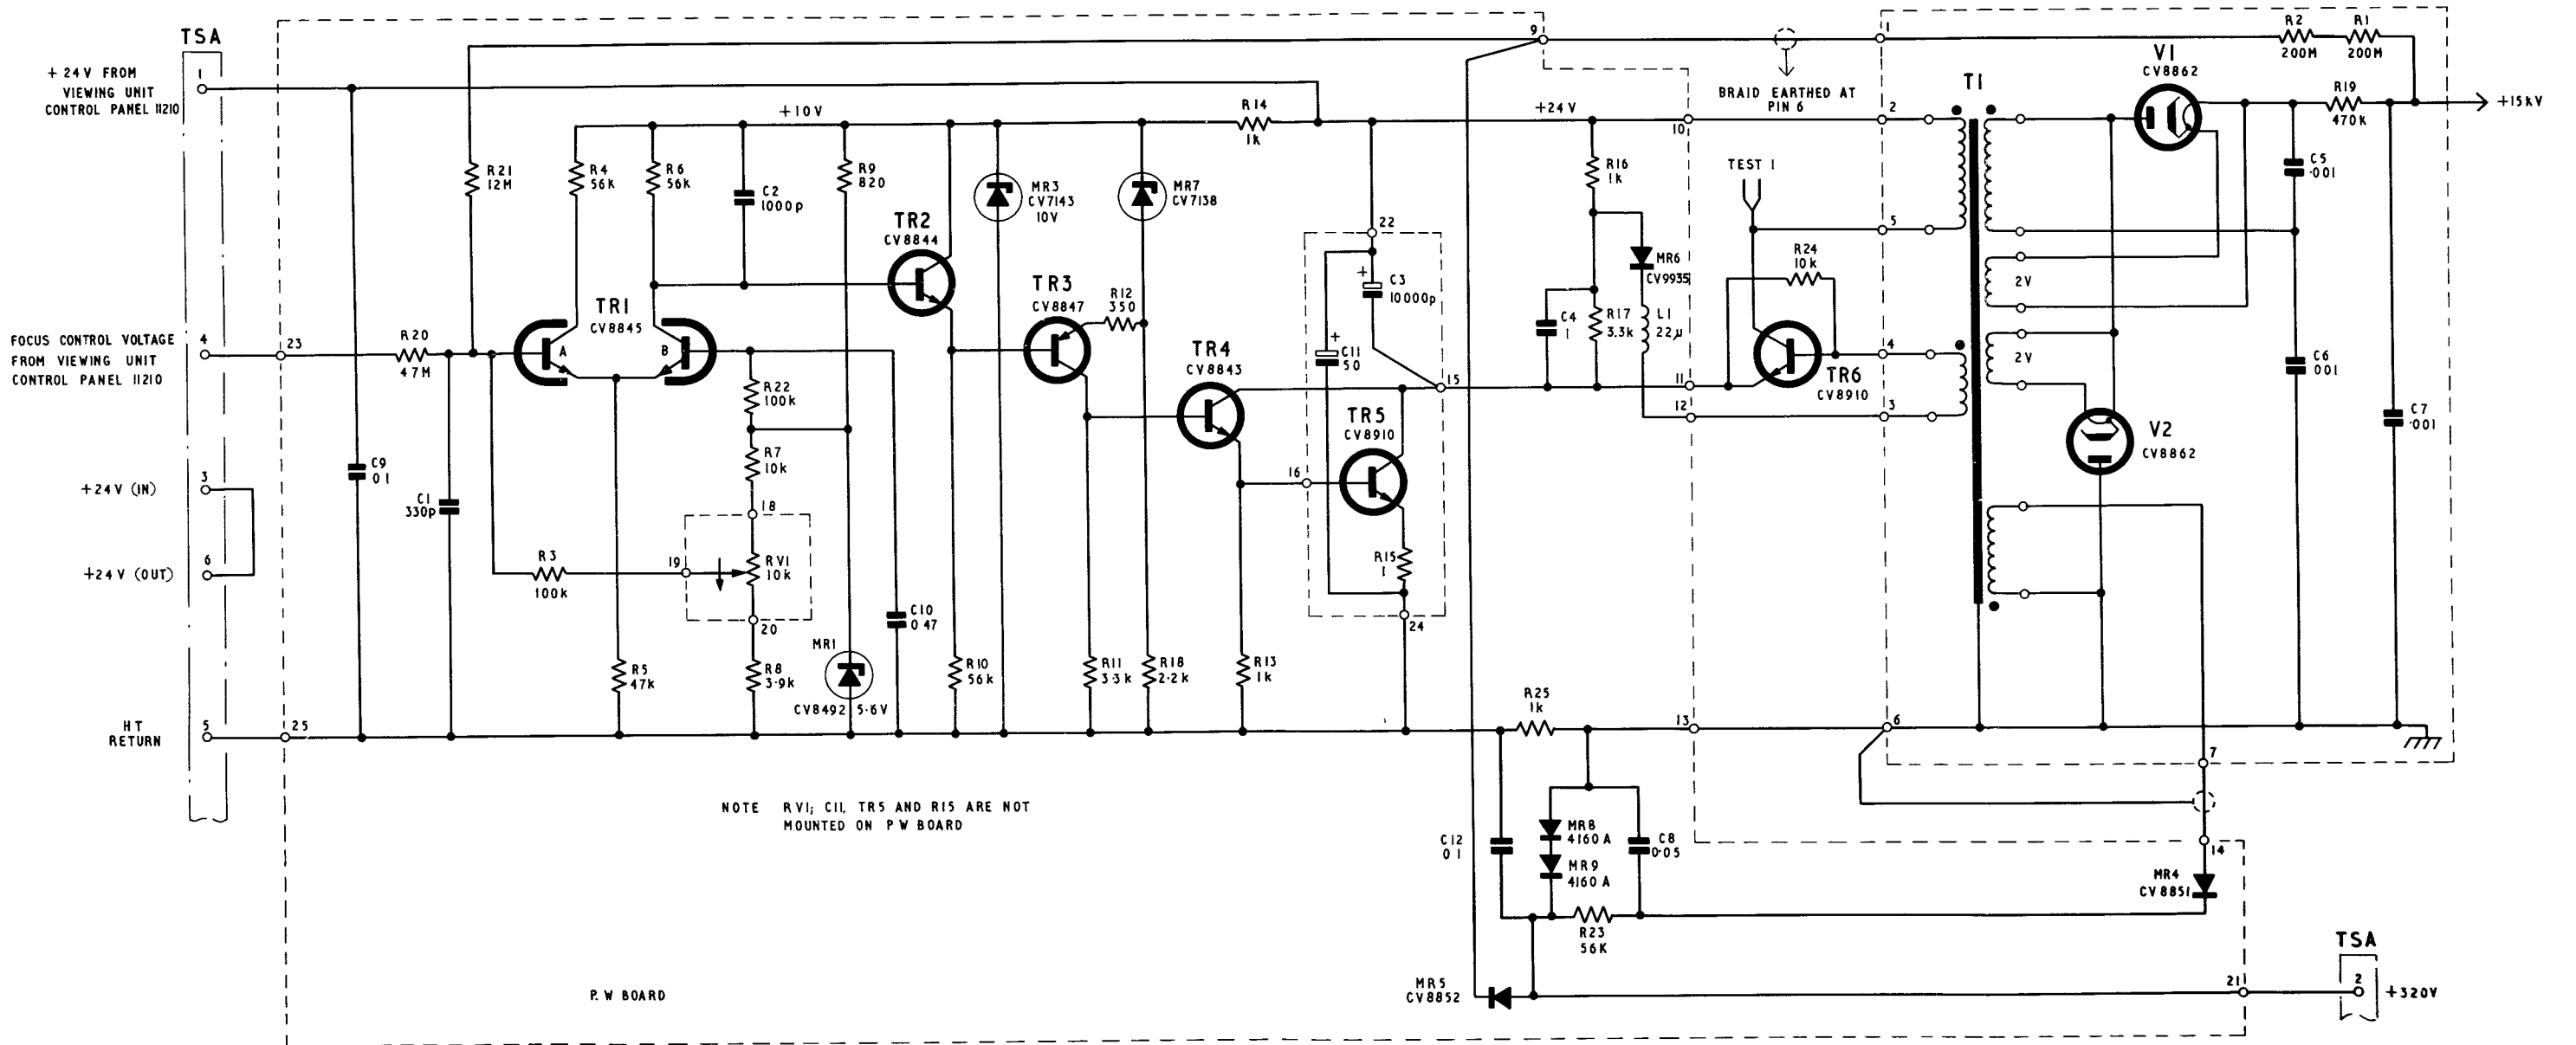 TSA
+24V FROM
VIEWING UNIT
CONTROL PANEL 11210
1
FOCUS CONTROL VOLTAGE
FROM VIEWING UNIT
CONTROL PANEL 11210
4
23
+24V (IN)
3
+24V (OUT)
6
HT
RETURN
5
25
C9
0 1
C1
330p
R20
47M
R21
12M
R4
56k
R6
56k
C2
1000p
+10V
R9
820
TR1
CV8845
A
B
R3
100k
R5
47k
R22
100k
R7
10k
18
19
RV1
10k
20
R8
3·9k
MR1
CV8492 5·6V
C10
0 47
TR2
CV8844
R10
56k
MR3
CV7143
10V
TR3
CV8847
R12
350
MR7
CV7138
R11
3·3k
R18
2·2k
R14
1k
TR4
CV8843
R13
1k
22
C3
10000p
+
C11
50
+
15
TR5
CV8910
16
R15
1
24
9
+24V
10
R16
1k
MR6
CV9935
C4
1
R17
3.3k
L1
22µ
11
12
BRAID EARTHED AT
PIN 6
TEST 1
R24
10k
TR6
CV8910
1
2
5
4
3
T1
2V
2V
V1
CV8862
V2
CV8862
R2
200M
R1
200M
R19
470k
+15kV
C5
·001
C6
001
C7
·001
R25
1k
13
6
7
14
C12
0 1
MR8
4160 A
MR9
4160 A
C8
0·05
R23
56K
MR4
CV8851
MR5
CV8852
21
TSA
2
+320V
NOTE RV1; C11, TR5 AND R15 ARE NOT
MOUNTED ON P W BOARD
P.W BOARD